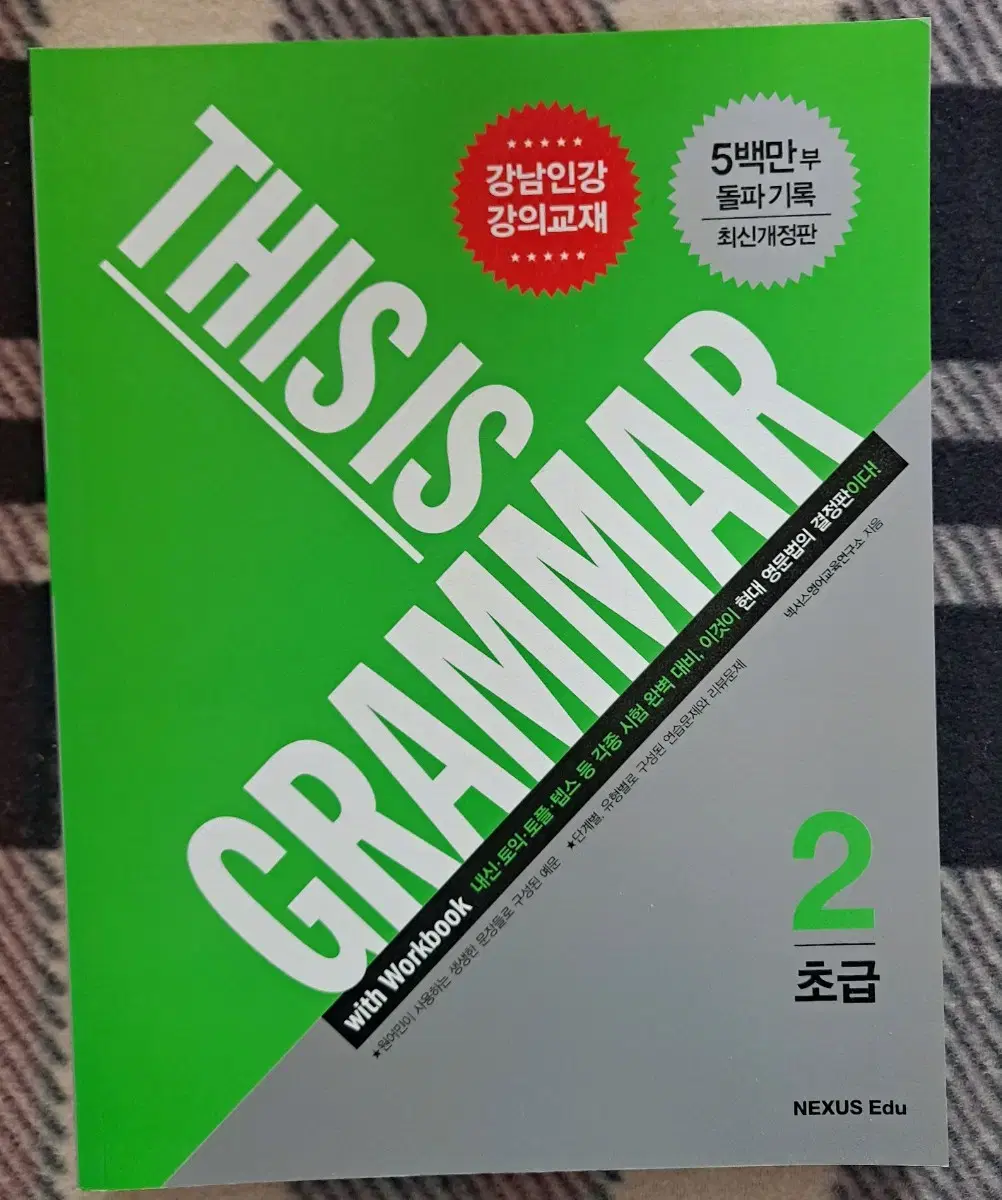 THIS IS
GRAMMAR
★★★★★
강남인강
강의교재
★★★★★
5백만 부
돌파 기록
최신개정판
with Workbook 내신·토익·토플·텝스 등 각종 시험 완벽 대비, 이것이 현대 영문법의 결정판이다!
넥서스영어교육연구소 지음
★원어민이 사용하는 생생한 문장들로 구성된 예문 ★단계별, 유형별로 구성된 연습문제와 리뷰문제
2
초급
NEXUS Edu